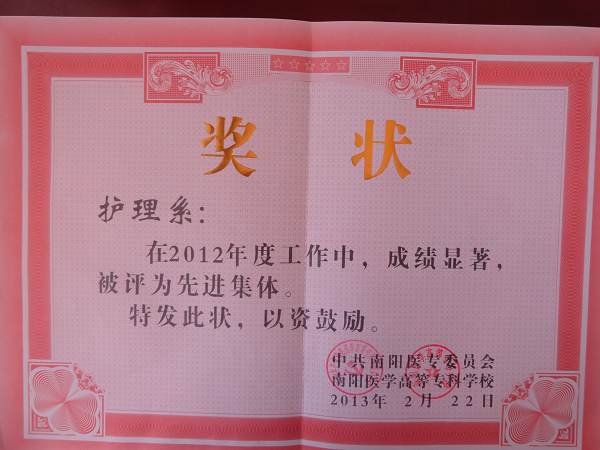 奖状
护理系:
在2012年度工作中，成绩显著，
被评为先进集体。
特发此状，以资鼓励。
中共南阳医专委员会
南阳医学高等专科学校
2013年 2月 22日